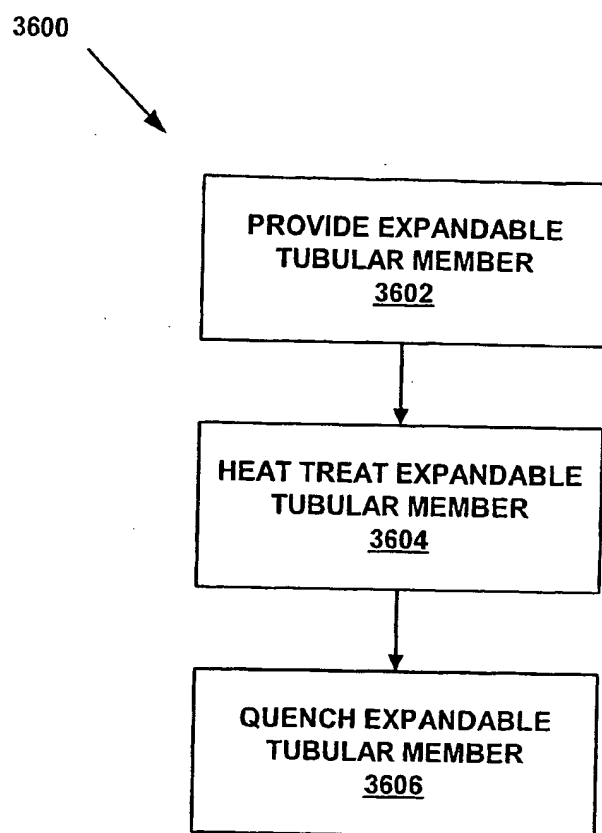 3600
PROVIDE EXPANDABLE
TUBULAR MEMBER
3602
HEAT TREAT EXPANDABLE
TUBULAR MEMBER
3604
QUENCH EXPANDABLE
TUBULAR MEMBER
3606